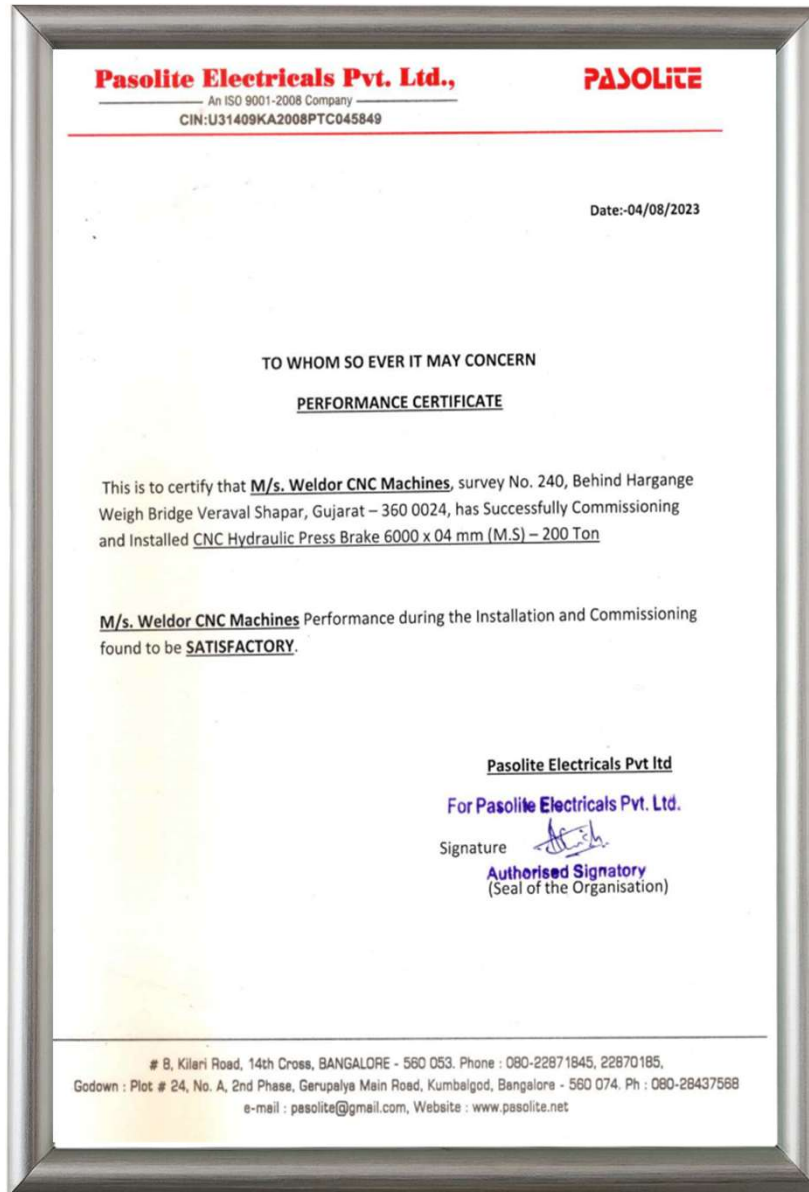 Pasolite Electricals Pvt. Ltd.,
PASOLITE
An ISO 9001-2008 Company
CIN:U31409KA2008PTC045849
Date:-04/08/2023
TO WHOM SO EVER IT MAY CONCERN
PERFORMANCE CERTIFICATE
This is to certify that M/s. Weldor CNC Machines, survey No. 240, Behind Hargange
Weigh Bridge Veraval Shapar, Gujarat – 360 0024, has Successfully Commissioning
and Installed CNC Hydraulic Press Brake 6000 x 04 mm (M.S) – 200 Ton
M/s. Weldor CNC Machines Performance during the Installation and Commissioning
found to be SATISFACTORY.
Pasolite Electricals Pvt ltd
For Pasolite Electricals Pvt. Ltd.
Signature
Authorised Signatory
(Seal of the Organisation)
# 8, Kilari Road, 14th Cross, BANGALORE - 560 053. Phone : 080-22871845, 22870185,
Godown : Plot # 24, No. A, 2nd Phase, Gerupalya Main Road, Kumbalgod, Bangalore - 560 074. Ph : 080-28437568
e-mail : pasolite@gmail.com, Website : www.pasolite.net